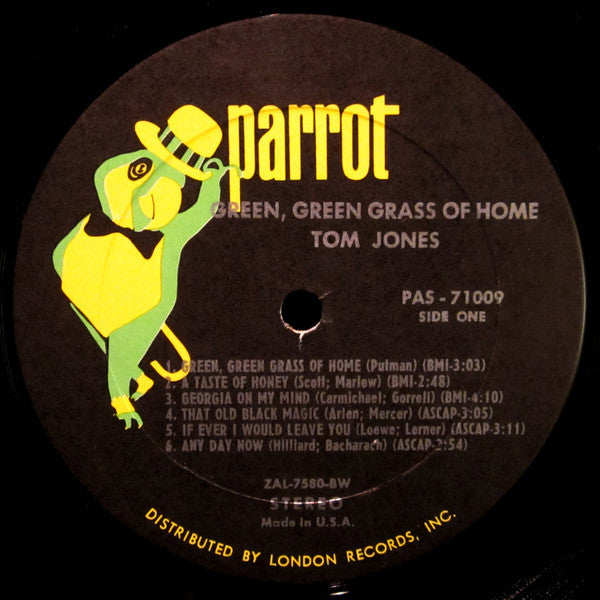 parrot
GREEN, GREEN GRASS OF HOME
TOM JONES
PAS - 71009
SIDE ONE
1. GREEN, GREEN GRASS OF HOME (Putman) (BMI-3:03)
2. A TASTE OF HONEY (Scott; Marlow) (BMI-2:48)
3. GEORGIA ON MY MIND (Carmichael; Gorrell) (BMI-4:10)
4. THAT OLD BLACK MAGIC (Arlen; Mercer) (ASCAP-3:05)
5. IF EVER I WOULD LEAVE YOU (Loewe; Lerner) (ASCAP-3:11)
6. ANY DAY NOW (Hilliard; Bacharach) (ASCAP-2:54)
ZAL-7580-BW
STEREO
Made In U.S.A.
DISTRIBUTED BY LONDON RECORDS, INC.